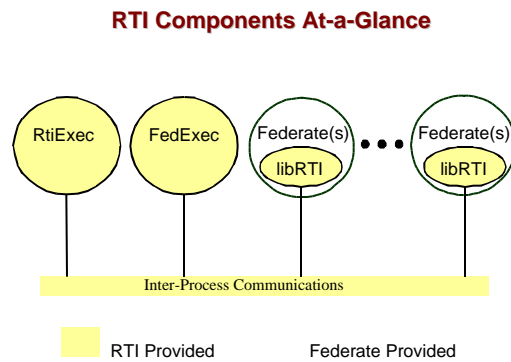 RTI Components At-a-Glance
RtiExec
FedExec
Federate(s)
libRTI
Federate(s)
libRTI
Inter-Process Communications
RTI Provided
Federate Provided